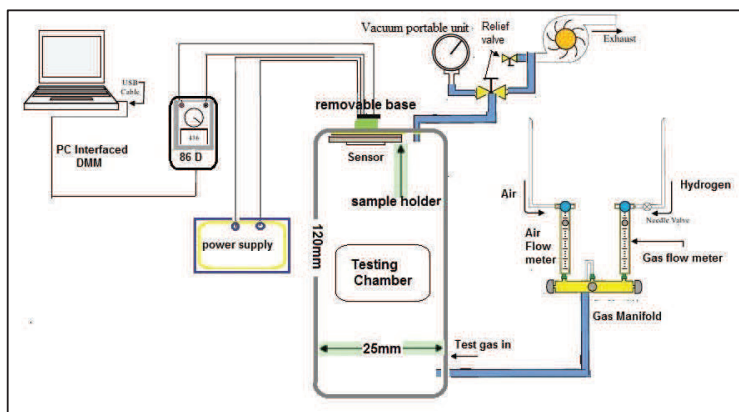 Vacuum portable unit
Relief
valve
Exhaust
USB
Cable
removable base
PC Interfaced
DMM
86 D
Sensor
sample holder
Air
Hydrogen
Needle Valve
Air
Flow
meter
Gas flow meter
power supply
120mm
Testing
Chamber
25mm
Test gas in
Gas Manifold